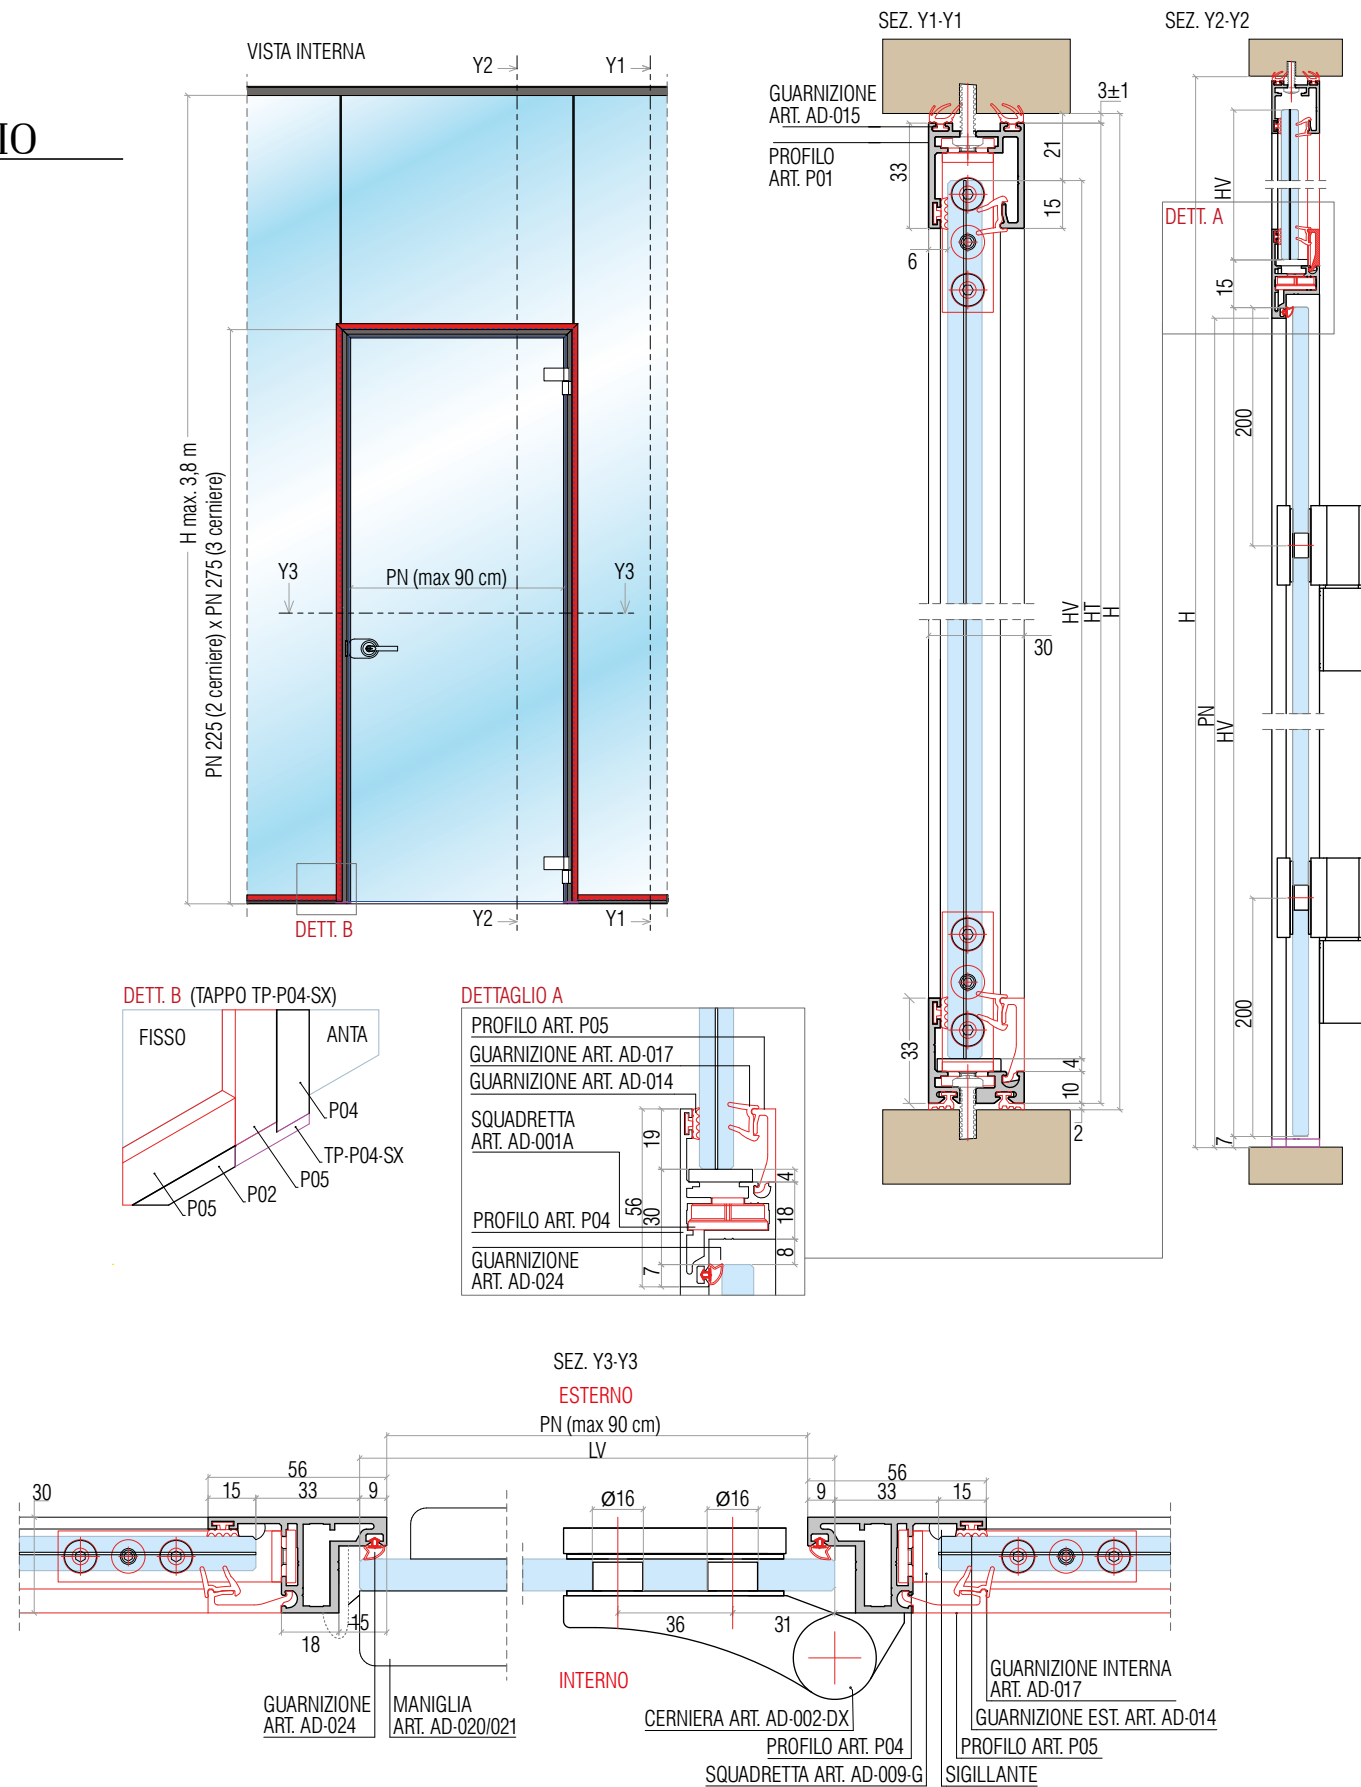 IO
VISTA INTERNA
Y2
Y1
H max. 3,8 m
PN 225 (2 cerniere) x PN 275 (3 cerniere)
Y3
PN (max 90 cm)
Y3
Y2
Y1
DETT. B
SEZ. Y1-Y1
GUARNIZIONE
ART. AD-015
PROFILO
ART. P01
3±1
33
21
15
6
HV
HT
H
30
33
4
10
2
SEZ. Y2-Y2
HV
DETT. A
15
200
H
PN
HV
200
7
DETT. B (TAPPO TP-P04-SX)
FISSO
ANTA
P04
TP-P04-SX
P05
P02
P05
DETTAGLIO A
PROFILO ART. P05
GUARNIZIONE ART. AD-017
GUARNIZIONE ART. AD-014
SQUADRETTA
ART. AD-001A
PROFILO ART. P04
GUARNIZIONE
ART. AD-024
19
56
30
7
4
18
8
SEZ. Y3-Y3
ESTERNO
PN (max 90 cm)
LV
56
56
30
15
33
9
Ø16
Ø16
9
33
15
36
31
15
18
INTERNO
GUARNIZIONE
ART. AD-024
MANIGLIA
ART. AD-020/021
CERNIERA ART. AD-002-DX
PROFILO ART. P04
SQUADRETTA ART. AD-009-G
GUARNIZIONE INTERNA
ART. AD-017
GUARNIZIONE EST. ART. AD-014
PROFILO ART. P05
SIGILLANTE